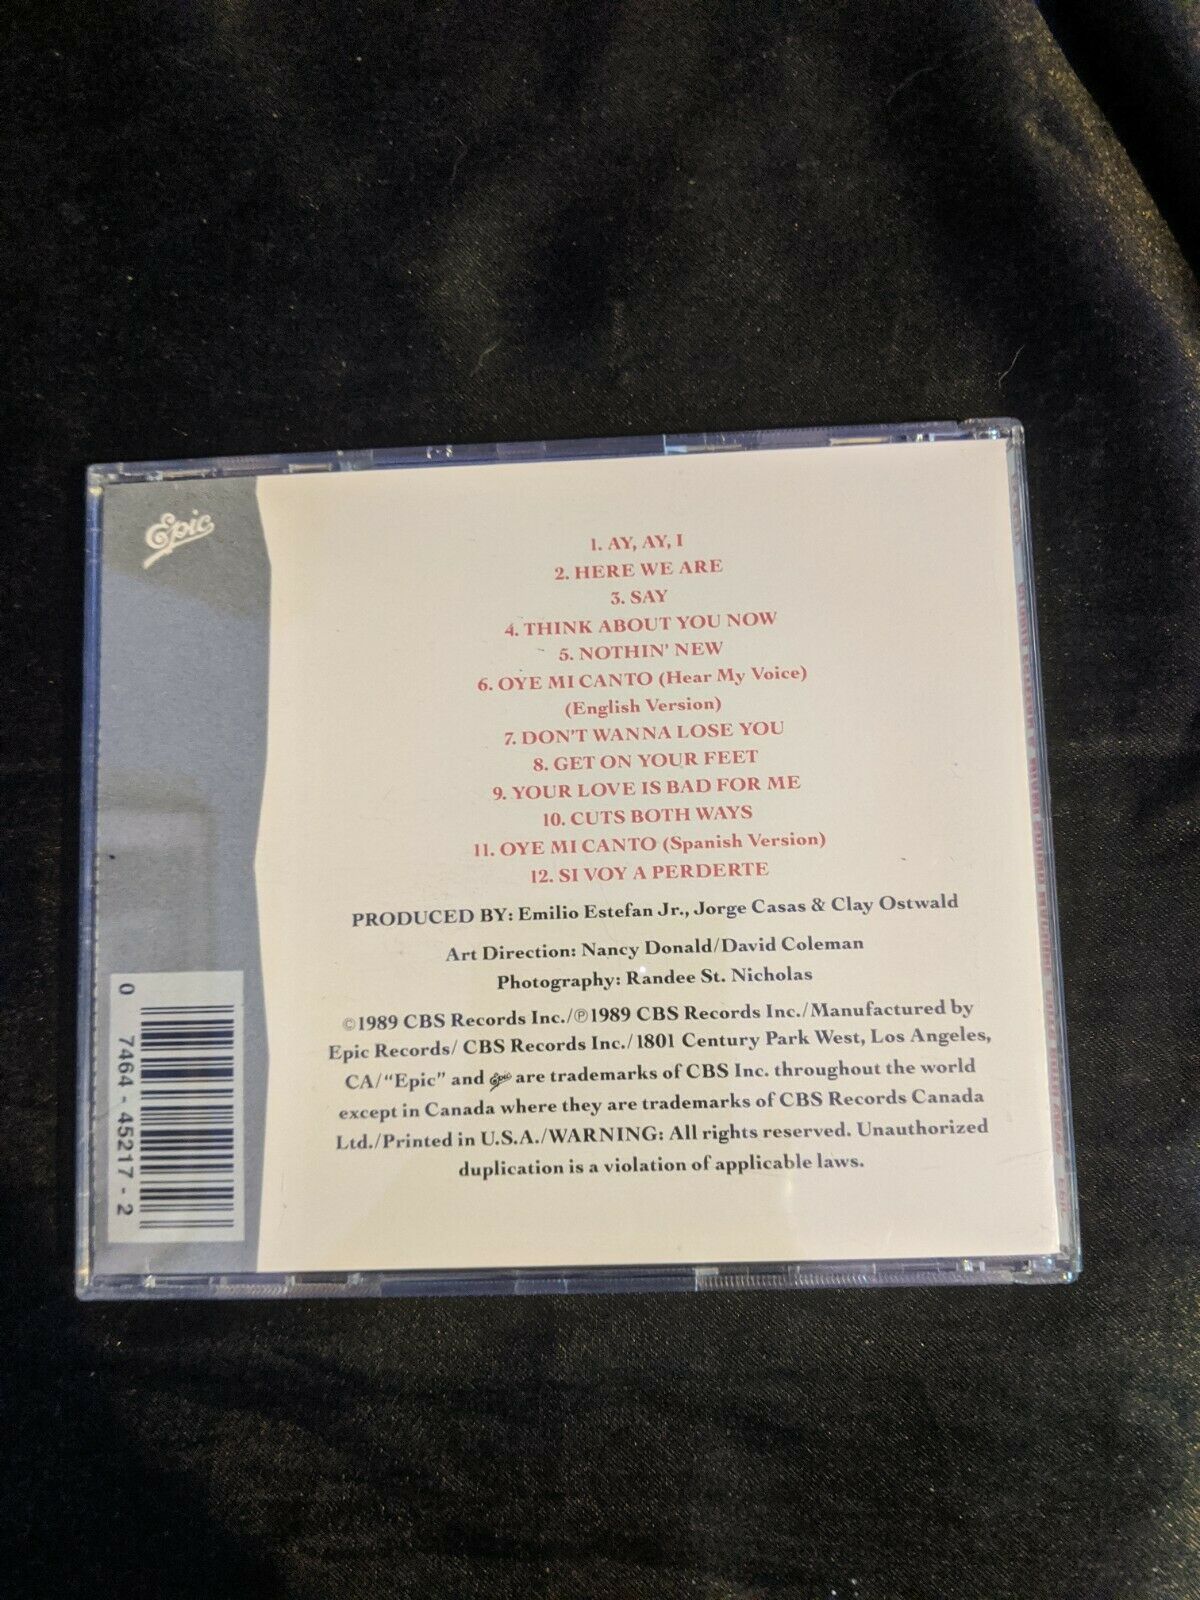 Epic
1. AY, AY, I
2. HERE WE ARE
3. SAY
4. THINK ABOUT YOU NOW
5. NOTHIN' NEW
6. OYE MI CANTO (Hear My Voice)
(English Version)
7. DON'T WANNA LOSE YOU
8. GET ON YOUR FEET
9. YOUR LOVE IS BAD FOR ME
10. CUTS BOTH WAYS
11. OYE MI CANTO (Spanish Version)
12. SI VOY A PERDERTE
PRODUCED BY: Emilio Estefan Jr., Jorge Casas & Clay Ostwald
Art Direction: Nancy Donald/David Coleman
Photography: Randee St. Nicholas
©1989 CBS Records Inc./℗1989 CBS Records Inc./Manufactured by
Epic Records/ CBS Records Inc./1801 Century Park West, Los Angeles,
CA/“Epic” and Epic are trademarks of CBS Inc. throughout the world
except in Canada where they are trademarks of CBS Records Canada
Ltd./Printed in U.S.A./WARNING: All rights reserved. Unauthorized
duplication is a violation of applicable laws.
0 7464-45217-2